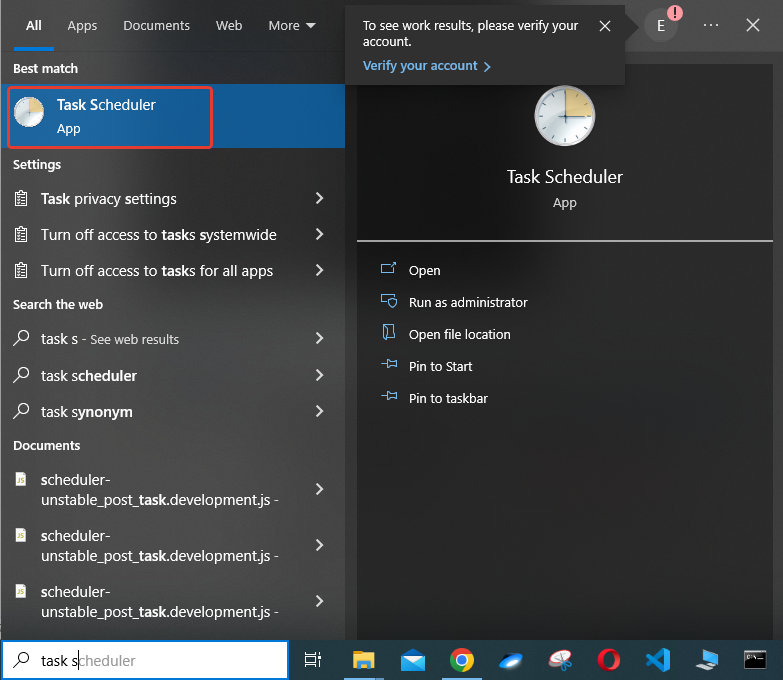 All Apps Documents Web More
To see work results, please verify your
account.
Verify your account
E
!
...
Best match
Task Scheduler
App
Settings
Task privacy settings
Turn off access to tasks systemwide
Turn off access to tasks for all apps
Search the web
task s - See web results
task scheduler
task synonym
Documents
scheduler-
unstable_post_task.development.js -
scheduler-
unstable_post_task.development.js -
scheduler-
unstable_post_task.development.js -
Task Scheduler
App
Open
Run as administrator
Open file location
Pin to Start
Pin to taskbar
task scheduler